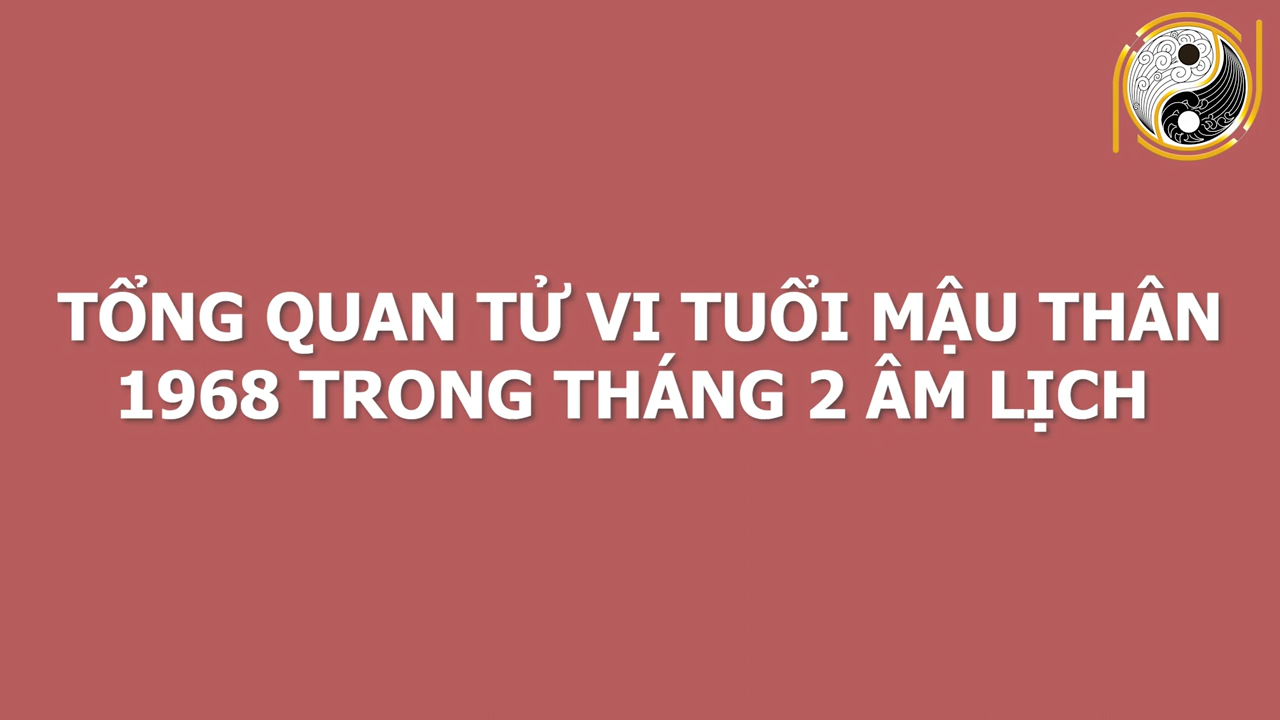 TỔNG QUAN TỬ VI TUỔI MẬU THÂN
1968 TRONG THÁNG 2 ÂM LỊCH